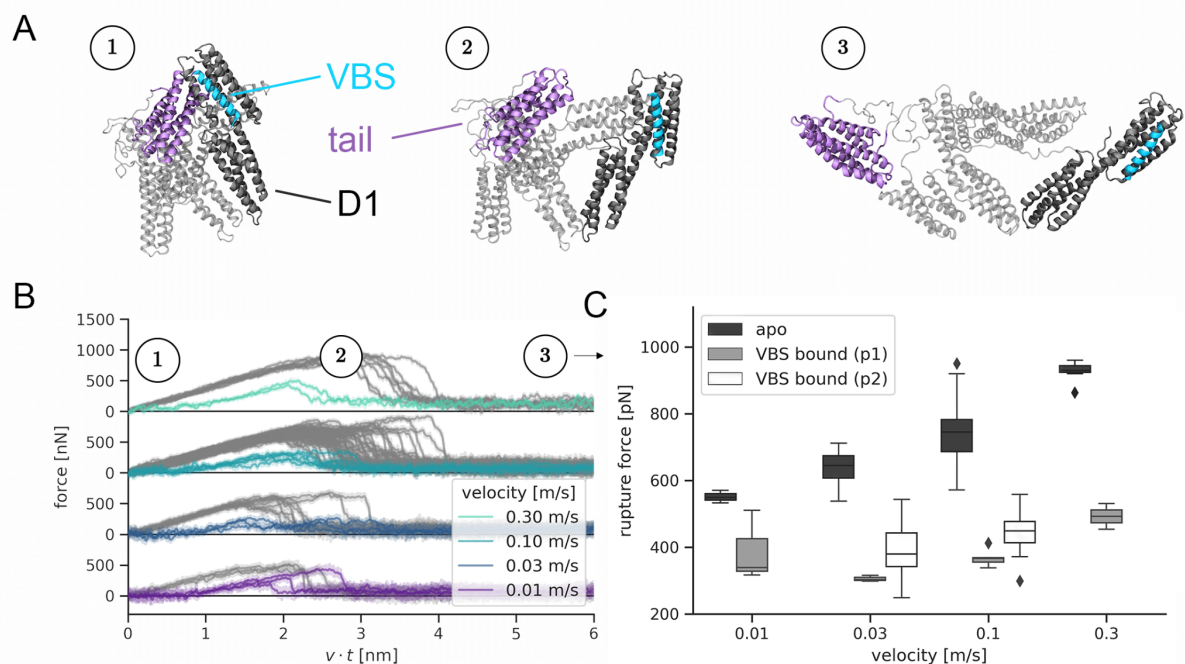 A
1
2
3
VBS
tail
D1
B
1500
1000
500
0
500
0
500
0
500
0
force [nN]
1
2
3
velocity [m/s]
0.30 m/s
0.10 m/s
0.03 m/s
0.01 m/s
0
1
2
3
4
5
6
v · t [nm]
C
apo
VBS bound (p1)
VBS bound (p2)
1000
800
600
400
200
rupture force [pN]
0.01
0.03
0.1
0.3
velocity [m/s]